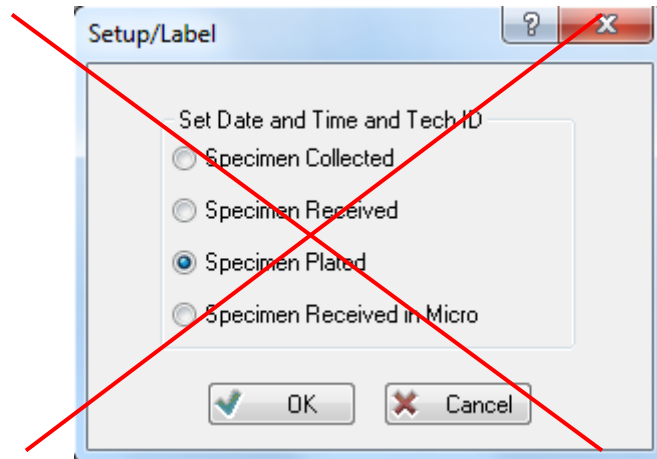 Setup/Label
Set Date and Time and Tech ID
Specimen Collected
Specimen Received
Specimen Plated
Specimen Received in Micro
OK Cancel